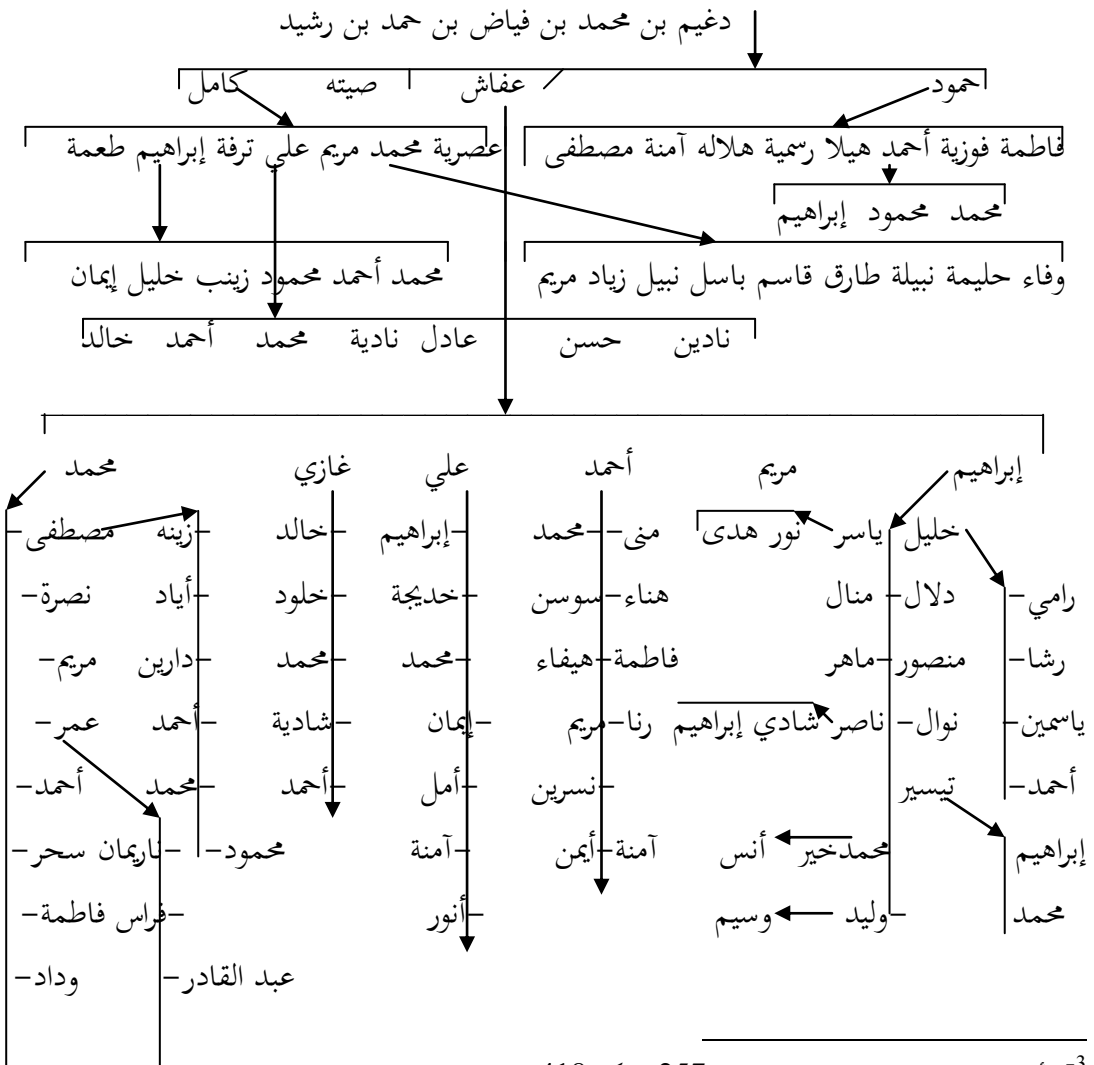 دغيم بن محمد بن فياض بن حمد بن رشيد
حمود عفاش صيته كامل
فاطمة فوزية أحمد هيلا رسمية هلاله آمنة مصطفى عصرية محمد مريم علي ترفة إبراهيم طعمة
محمد محمود إبراهيم
وفاء حليمة نبيلة طارق قاسم باسل نبيل زياد مريم محمد أحمد محمود زينب خليل إيمان
نادين حسن عادل نادية محمد أحمد خالد
إبراهيم مريم أحمد علي غازي محمد
خليل ياسر نور هدى منى – محمد – إبراهيم – خالد – زينه مصطفى –
رامي – دلال – منال هناء – سوسن – خديجة – خلود – أياد نصرة –
رشا – منصور – ماهر فاطمة – هيفاء – محمد – محمد – دارين مريم –
ياسمين – نوال – ناصر شادي إبراهيم رنا – مريم – إيمان – شادية – أحمد عمر –
أحمد – تيسير – نسرين – أمل – أحمد – محمد أحمد –
إبراهيم محمدخير أنس آمنة – أيمن – آمنة محمود – – ناريمان سحر –
محمد – وليد وسيم – أنور – فراس فاطمة –
عبد القادر – وداد –